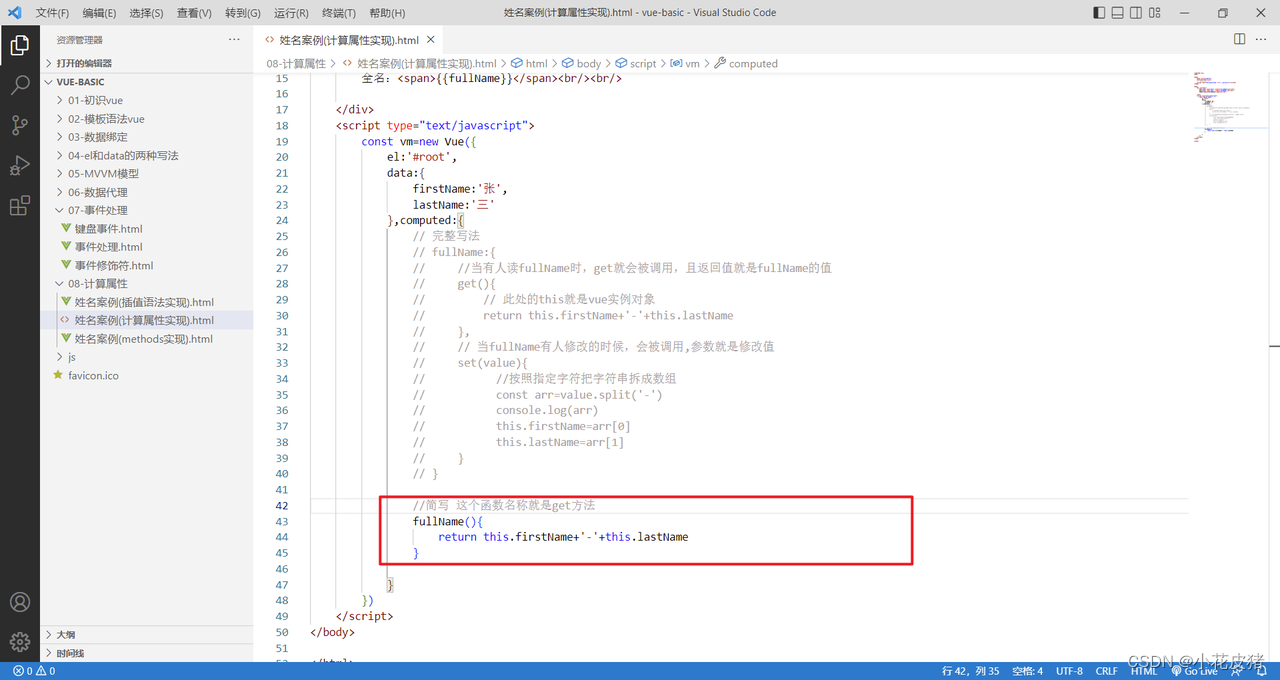 文件(F) 编辑(E) 选择(S) 查看(V) 转到(G) 运行(R) 终端(T) 帮助(H) 姓名案例(计算属性实现).html - vue-basic - Visual Studio Code
资源管理器 ···
姓名案例(计算属性实现).html
打开的编辑器
08-计算属性 > 姓名案例(计算属性实现).html > html > body > script > vm > computed
VUE-BASIC
01-初识vue
02-模板语法vue
03-数据绑定
04-el和data的两种写法
05-MVVM模型
06-数据代理
07-事件处理
键盘事件.html
事件处理.html
事件修饰符.html
08-计算属性
姓名案例(插值语法实现).html
姓名案例(计算属性实现).html
姓名案例(methods实现).html
js
favicon.ico
大纲
时间线
15 全名：<span>{{fullName}}</span><br/><br/>
16
17 </div>
18 <script type="text/javascript">
19 const vm=new Vue({
20 el:'#root',
21 data:{
22 firstName:'张',
23 lastName:'三'
24 },computed:{
25 // 完整写法
26 // fullName:{
27 // //当有人读fullName时，get就会被调用，且返回值就是fullName的值
28 // get(){
29 // // 此处的this就是vue实例对象
30 // return this.firstName+'-'+this.lastName
31 // },
32 // // 当fullName有人修改的时候，会被调用,参数就是修改值
33 // set(value){
34 // //按照指定字符把字符串拆成数组
35 // const arr=value.split('-')
36 // console.log(arr)
37 // this.firstName=arr[0]
38 // this.lastName=arr[1]
39 // }
40 // }
41
42 //简写 这个函数名称就是get方法
43 fullName(){
44 return this.firstName+'-'+this.lastName
45 }
46
47 }
48 })
49 </script>
50 </body>
51
0 0 行 42，列 35 空格: 4 UTF-8 CRLF HTML Go Live
CSDN @小花皮猪